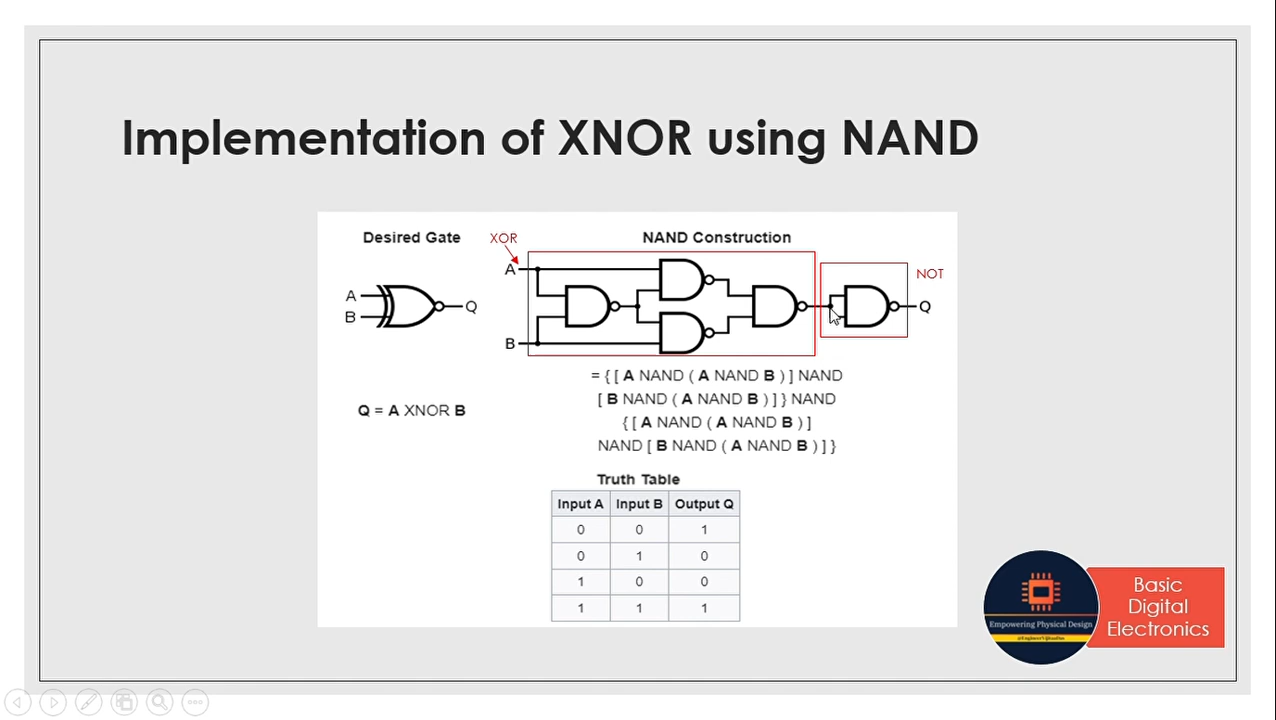 Implementation of XNOR using NAND
Desired Gate
XOR
NAND Construction
A
B
Q
A
B
NOT
Q
Q = A XNOR B
= { [ A NAND ( A NAND B ) ] NAND
[ B NAND ( A NAND B ) ] } NAND
{ [ A NAND ( A NAND B ) ]
NAND [ B NAND ( A NAND B ) ] }
Truth Table
Input A Input B Output Q
0 0 1
0 1 0
1 0 0
1 1 1
Empowering Physical Design
Basic
Digital
Electronics